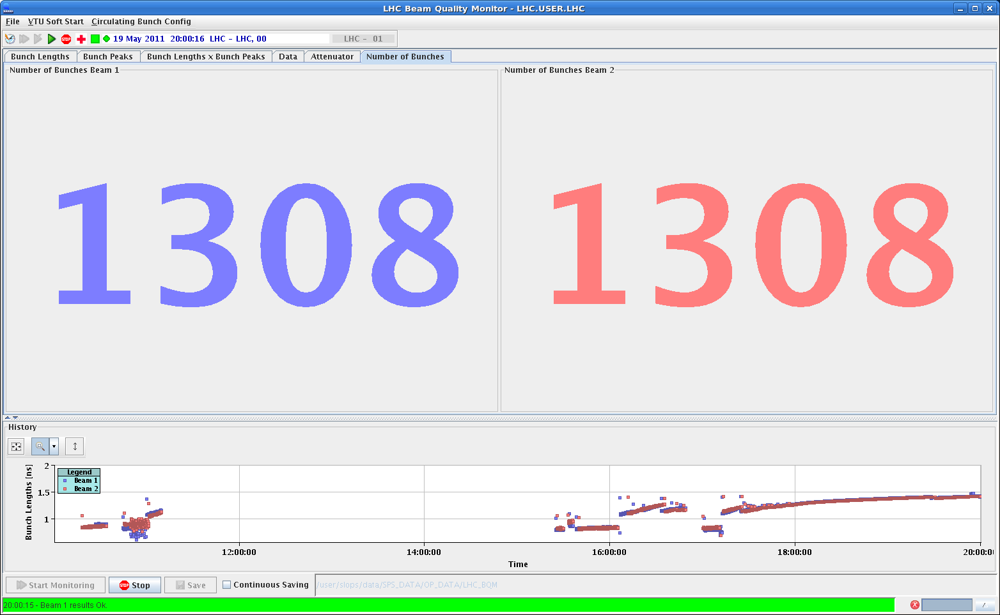 LHC Beam Quality Monitor - LHC.USER.LHC
File VTU Soft Start Circulating Bunch Config
STOP 19 May 2011 20:00:16 LHC - LHC, 00 LHC - 01
Bunch Lengths Bunch Peaks Bunch Lengths x Bunch Peaks Data Attenuator Number of Bunches
Number of Bunches Beam 1 Number of Bunches Beam 2
1308 1308
History
Bunch Lengths [ns]
2
1.5
1
Legend
Beam 1
Beam 2
12:00:00 14:00:00 16:00:00 18:00:00 20:00:0
Time
Start Monitoring STOP Stop Save Continuous Saving /user/slops/data/SPS_DATA/OP_DATA/LHC_BQM
20:00:15 - Beam 1 results Ok.